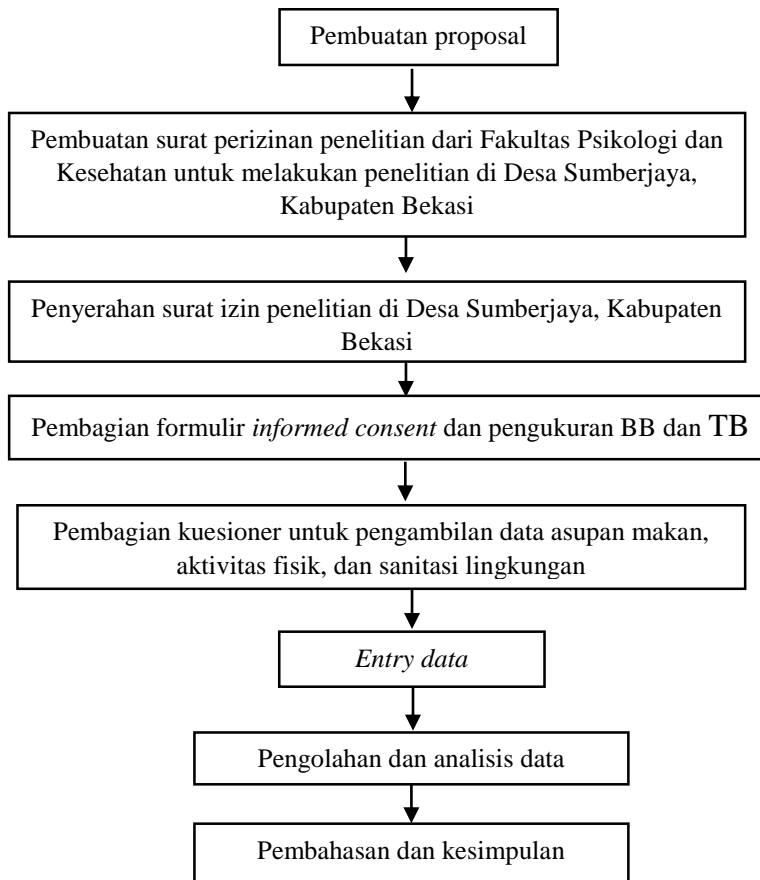 Pembuatan proposal
Pembuatan surat perizinan penelitian dari Fakultas Psikologi dan
Kesehatan untuk melakukan penelitian di Desa Sumberjaya,
Kabupaten Bekasi
Penyerahan surat izin penelitian di Desa Sumberjaya, Kabupaten
Bekasi
Pembagian formulir informed consent dan pengukuran BB dan TB
Pembagian kuesioner untuk pengambilan data asupan makan,
aktivitas fisik, dan sanitasi lingkungan
Entry data
Pengolahan dan analisis data
Pembahasan dan kesimpulan